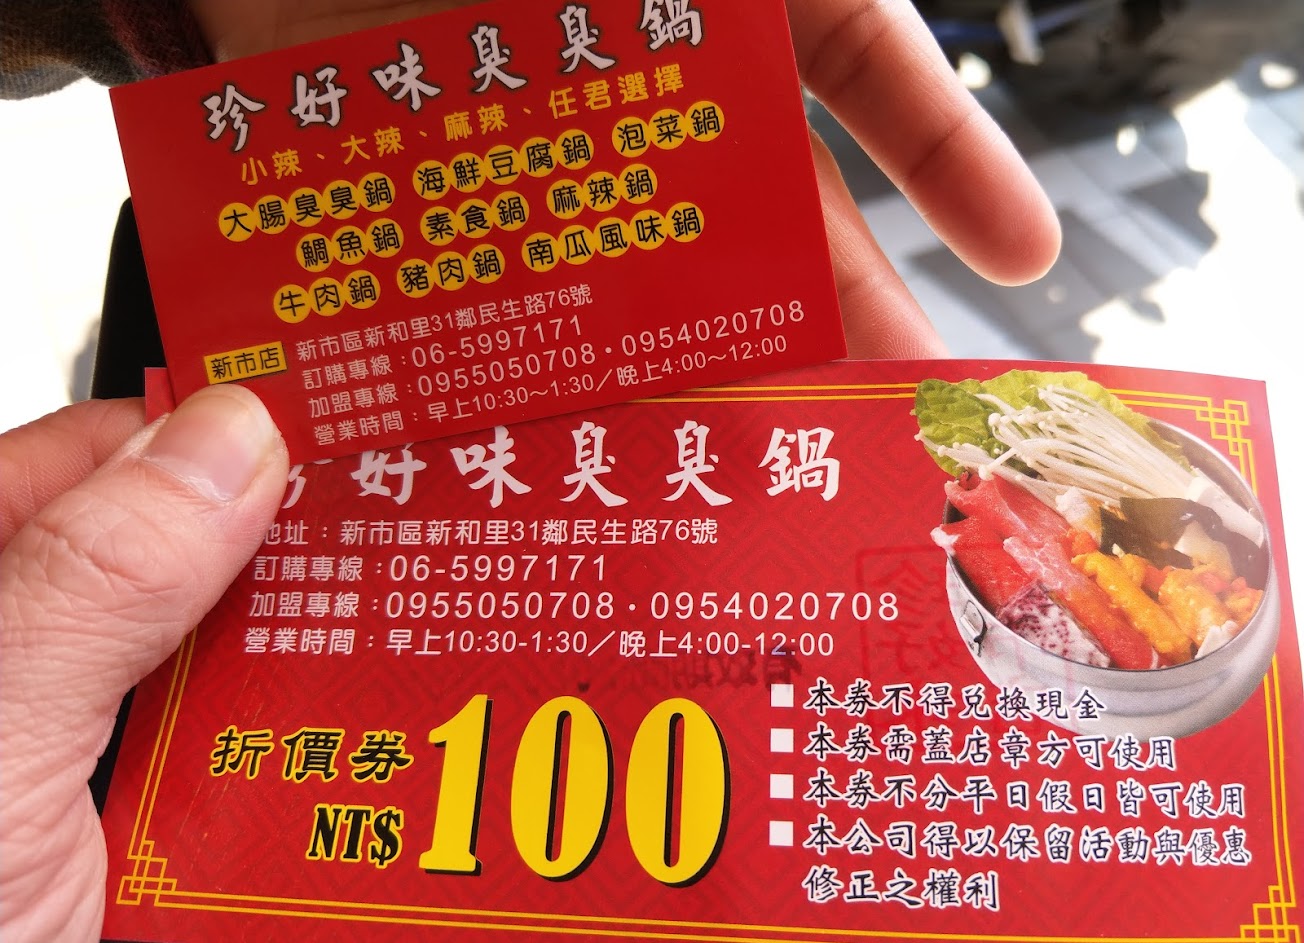 珍好味臭臭鍋
小辣、大辣、麻辣、任君選擇
大腸臭臭鍋 海鮮豆腐鍋 泡菜鍋
鯛魚鍋 素食鍋 麻辣鍋
牛肉鍋 豬肉鍋 南瓜風味鍋
新市店
新市區新和里31鄰民生路76號
訂購專線：06-5997171
加盟專線：0955050708・0954020708
營業時間：早上10:30～1:30／晚上4:00～12:00
珍好味臭臭鍋
地址：新市區新和里31鄰民生路76號
訂購專線：06-5997171
加盟專線：0955050708・0954020708
營業時間：早上10:30-1:30／晚上4:00-12:00
折價券
NT$ 100
本券不得兌換現金
本券需蓋店章方可使用
本券不分平日假日皆可使用
本公司得以保留活動與優惠
修正之權利